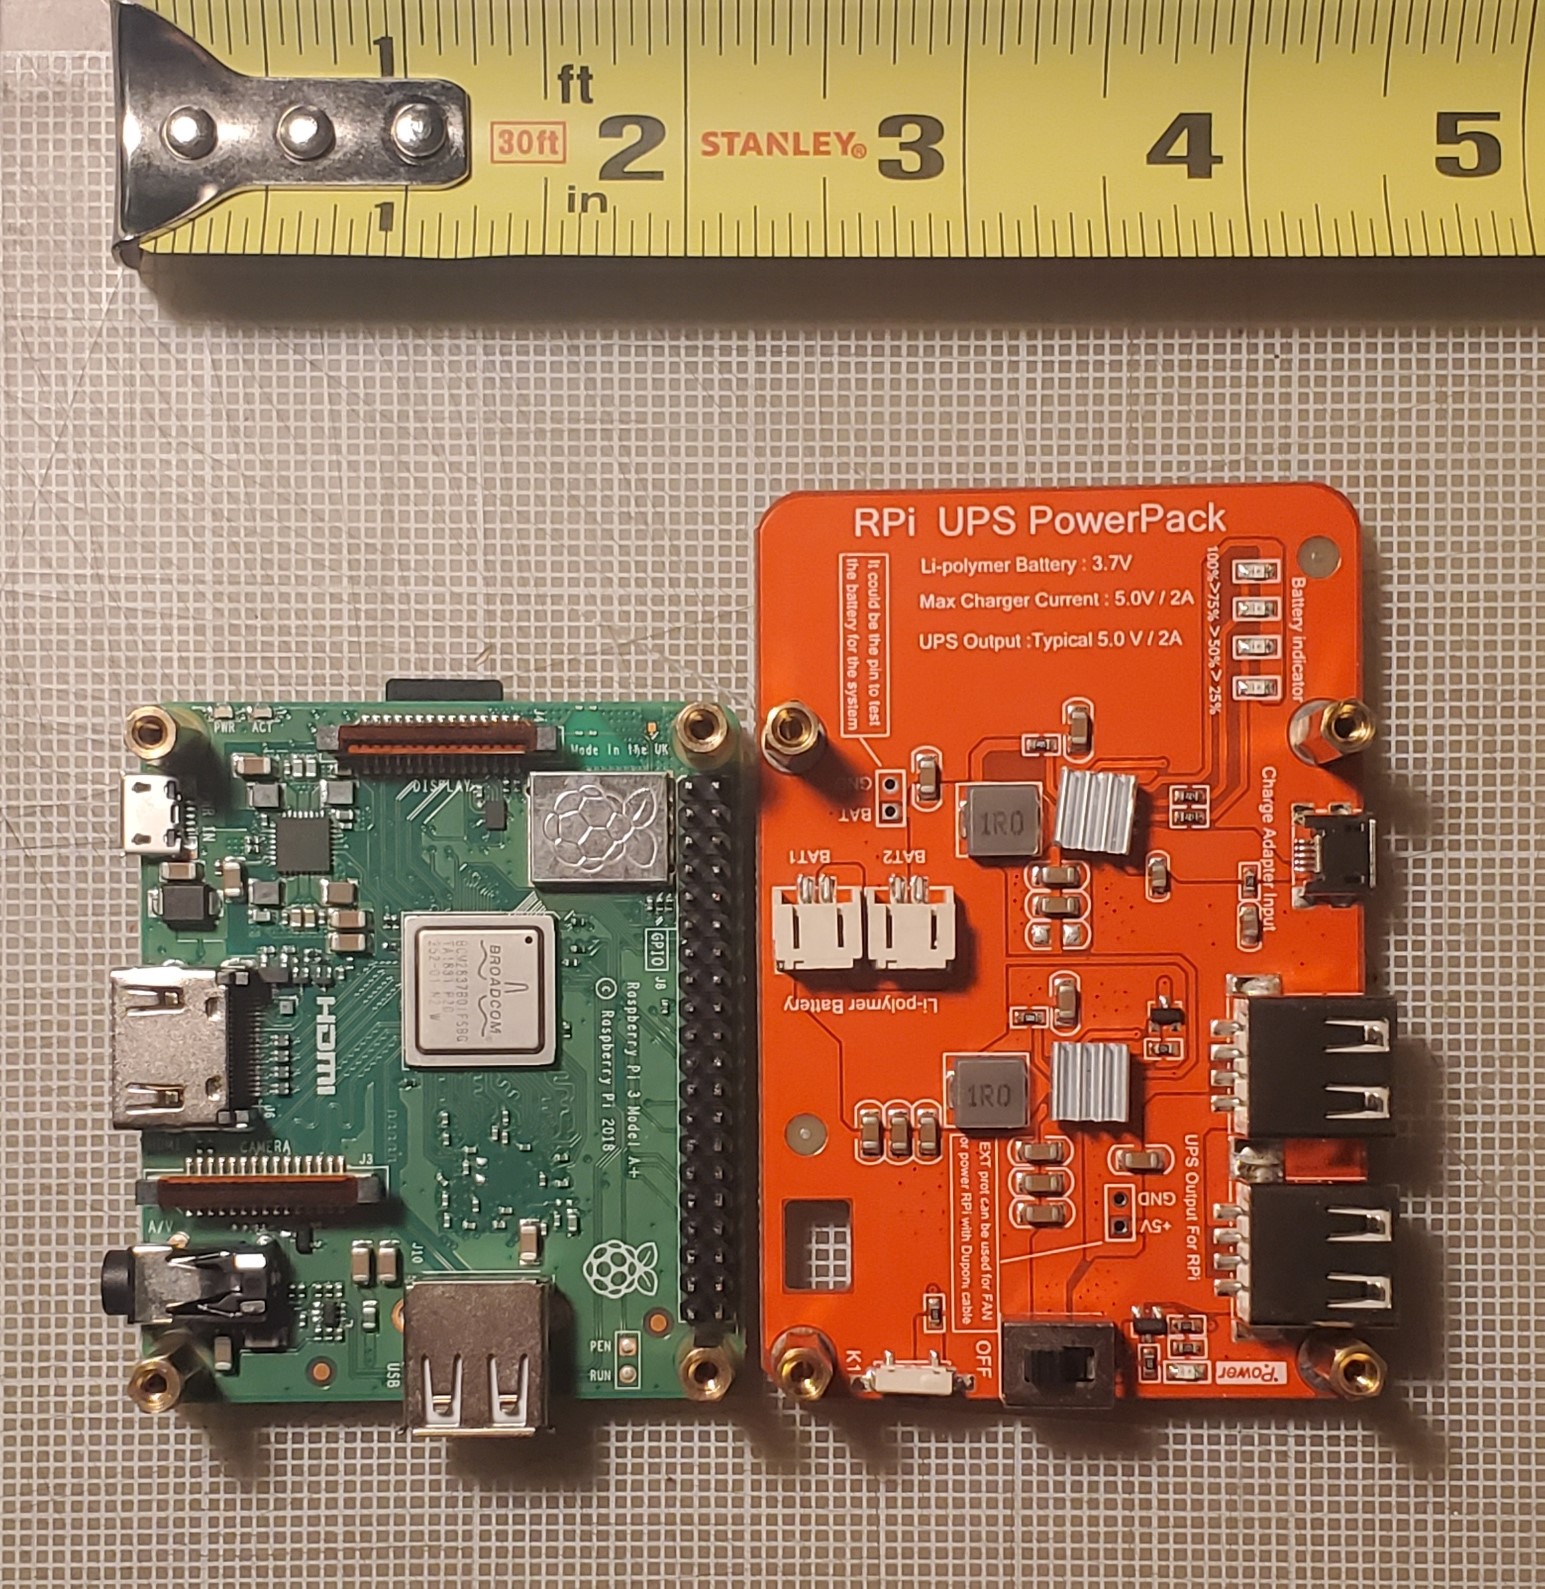 1
ft
30ft
2
STANLEY®
3
4
5
in
1
RPi UPS PowerPack
Li-polymer Battery : 3.7V
Max Charger Current : 5.0V / 2A
UPS Output :Typical 5.0 V / 2A
It could be the pin to test
the battery for the system
100%>75% > 50% > 25%
Battery indicator
PWR ACT
J4
Made in the UK
DISPLAY
GND
BAT
BAT1
BAT2
Charge Adapter Input
Li-polymer Battery
1R0
1R0
BROADCOM
GPIO
J8
Raspberry Pi 3 Model A+
© Raspberry Pi 2018
HDMI
J6
CAMERA
J3
A/V
J10
USB
PEN
RUN
EXT prot can be used for FAN
or power RPi with Dupont cable
GND
+5V
UPS Output For RPi
K1
OFF
Power